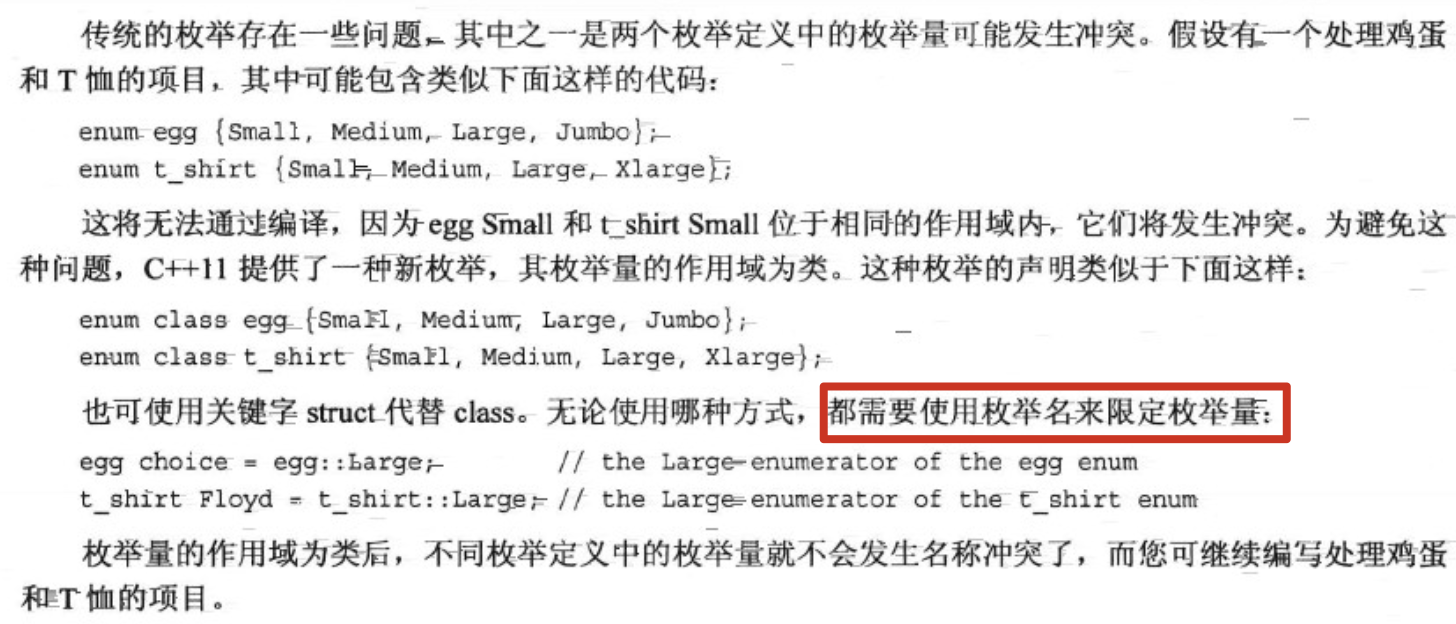 传统的枚举存在一些问题，其中之一是两个枚举定义中的枚举量可能发生冲突。假设有一个处理鸡蛋
和 T 恤的项目，其中可能包含类似下面这样的代码：
enum egg {Small, Medium, Large, Jumbo};
enum t_shirt {Small, Medium, Large, Xlarge};
这将无法通过编译，因为 egg Small 和 t_shirt Small 位于相同的作用域内，它们将发生冲突。为避免这
种问题，C++11 提供了一种新枚举，其枚举量的作用域为类。这种枚举的声明类似于下面这样：
enum class egg {Small, Medium, Large, Jumbo};
enum class t_shirt {Small, Medium, Large, Xlarge};
也可使用关键字 struct 代替 class。无论使用哪种方式，都需要使用枚举名来限定枚举量：
egg choice = egg::Large; // the Large enumerator of the egg enum
t_shirt Floyd = t_shirt::Large; // the Large enumerator of the t_shirt enum
枚举量的作用域为类后，不同枚举定义中的枚举量就不会发生名称冲突了，而您可继续编写处理鸡蛋
和 T 恤的项目。